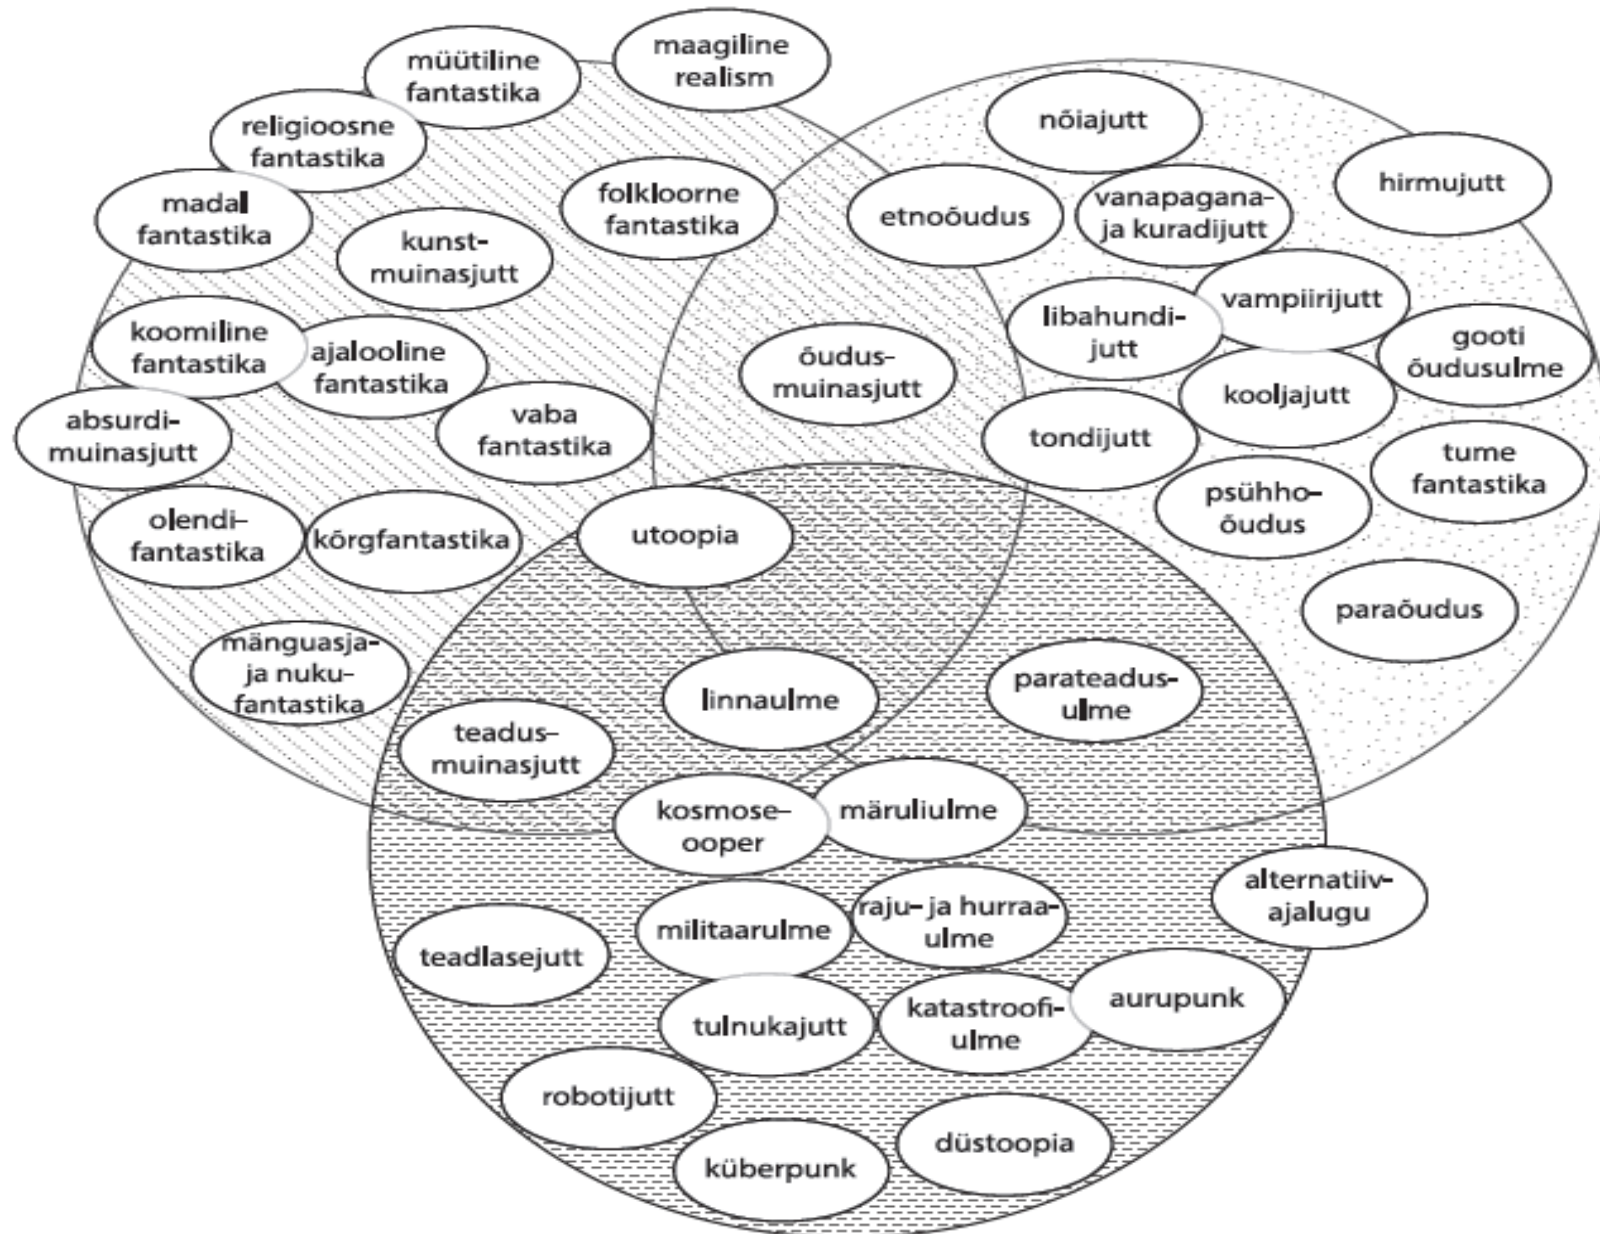 müütiline
fantastika
maagiline
realism
religioosne
fantastika
nõiajutt
madal
fantastika
kunst-
muinasjutt
folkloorne
fantastika
etnoõudus
vanapagana-
ja kuradijutt
hirmujutt
koomiline
fantastika
ajalooline
fantastika
õudus-
muinasjutt
libahundi-
jutt
vampiirijutt
gooti
õudusulme
absurdi-
muinasjutt
vaba
fantastika
tondijutt
kooljajutt
tume
fantastika
olendi-
fantastika
kõrgfantastika
utoopia
psühho-
õudus
paraõudus
mänguasja-
ja nuku-
fantastika
teadus-
muinasjutt
linnaulme
parateadus-
ulme
kosmose-
ooper
märuliulme
alternatiiv-
ajalugu
teadlasejutt
militaarulme
raju- ja hurraa-
ulme
tulnukajutt
katastroofi-
ulme
aurupunk
robotijutt
küberpunk
düstoopia